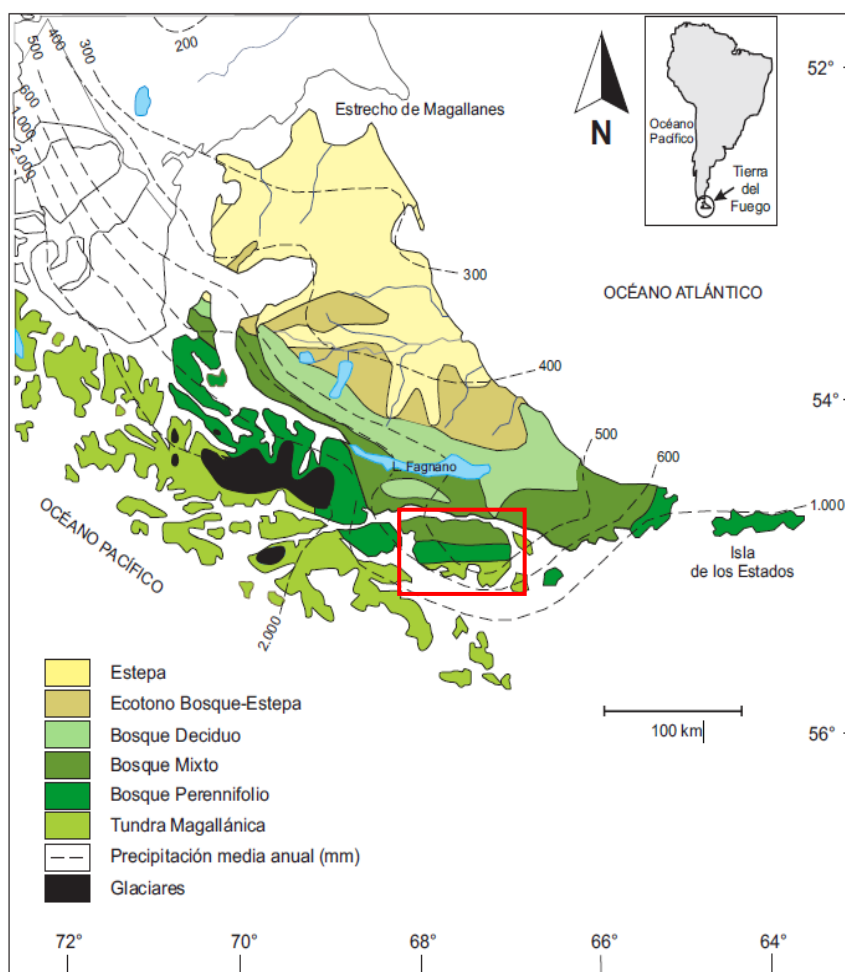 500
400
300
200
600
1.000
2.000
Estrecho de Magallanes
N
Océano
Pacífico
Tierra
del
Fuego
52°
300
OCÉANO ATLÁNTICO
400
54°
500
L. Fagnano
600
1.000
Isla
de los Estados
OCÉANO PACÍFICO
2.000
Estepa
Ecotono Bosque-Estepa
Bosque Deciduo
Bosque Mixto
Bosque Perennifolio
Tundra Magallánica
Precipitación media anual (mm)
Glaciares
100 km
56°
72°
70°
68°
66°
64°